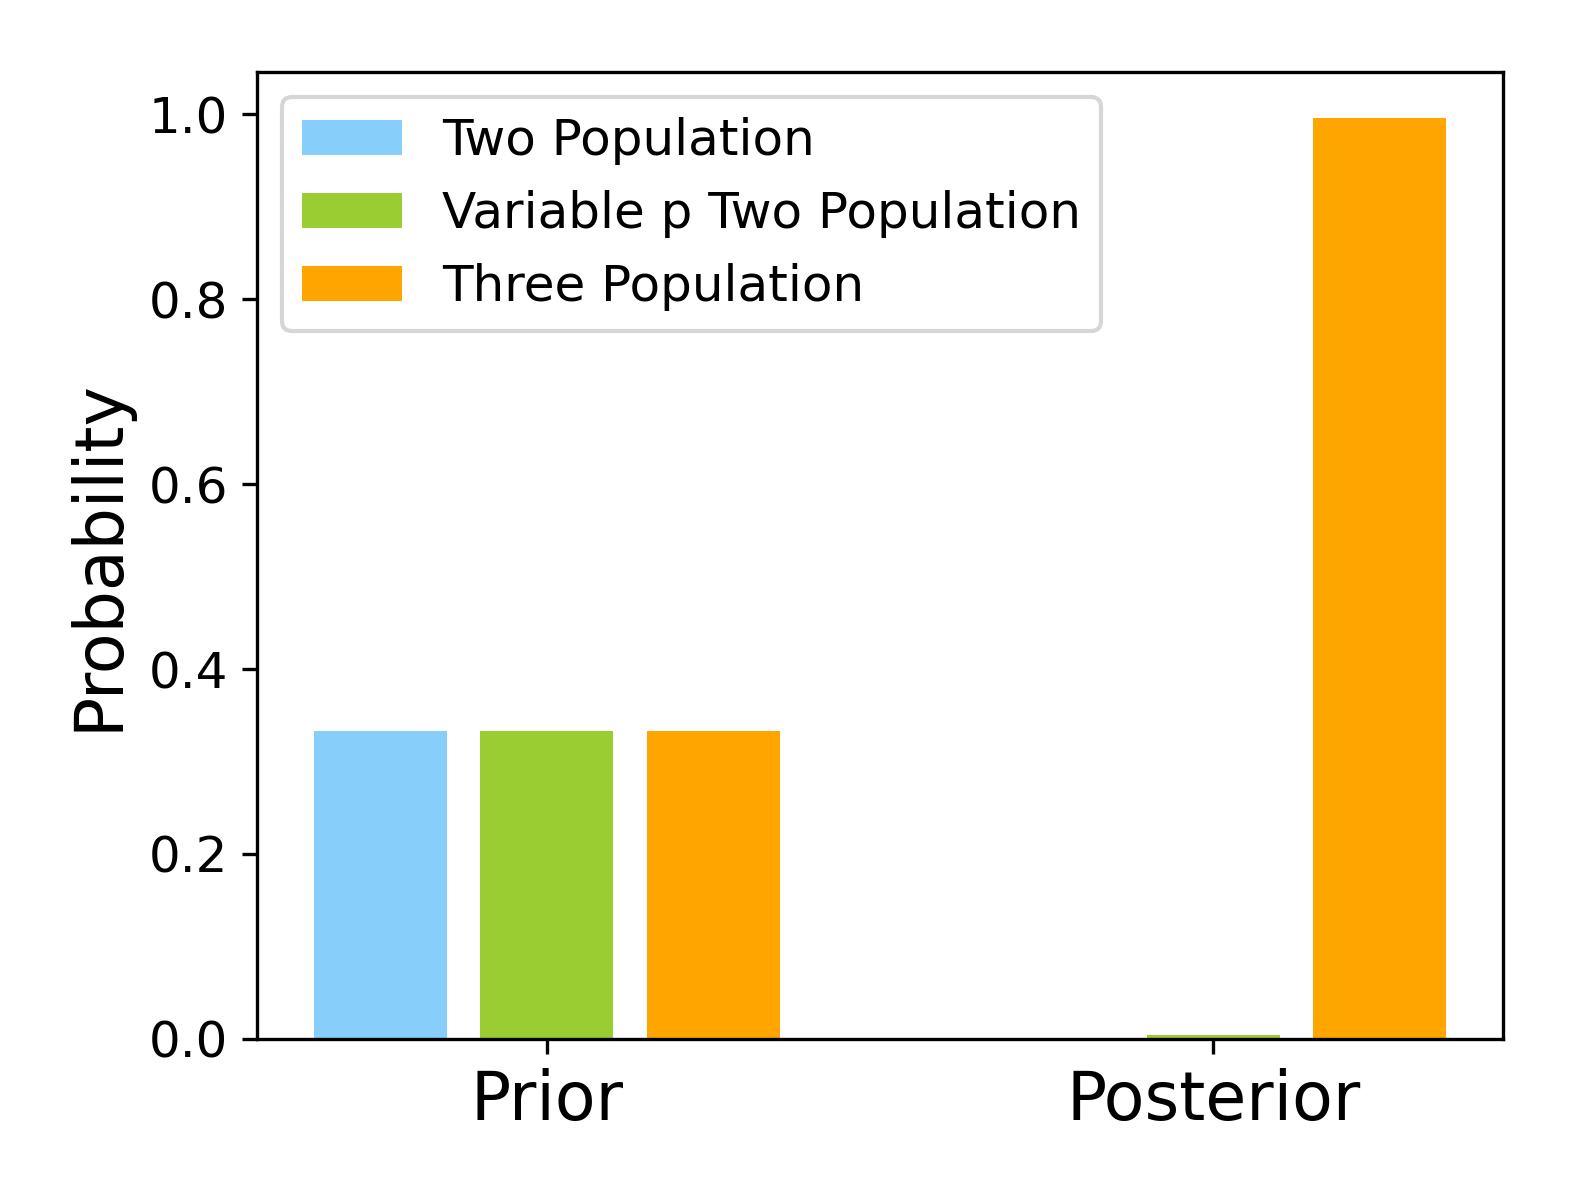 Two Population
Variable p Two Population
Three Population
Probability
1.0
0.8
0.6
0.4
0.2
0.0
Prior
Posterior